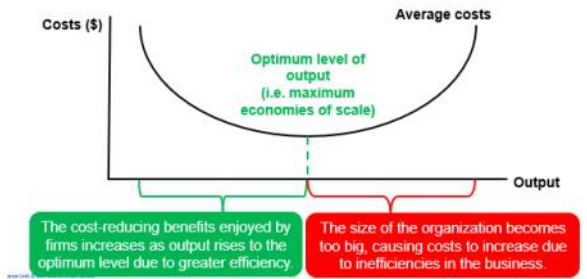 Costs ($)
Average costs
Optimum level of
output
(i.e. maximum
economies of scale)
Output
The cost-reducing benefits enjoyed by
firms increases as output rises to the
optimum level due to greater efficiency.
The size of the organization becomes
too big, causing costs to increase due
to inefficiencies in the business.